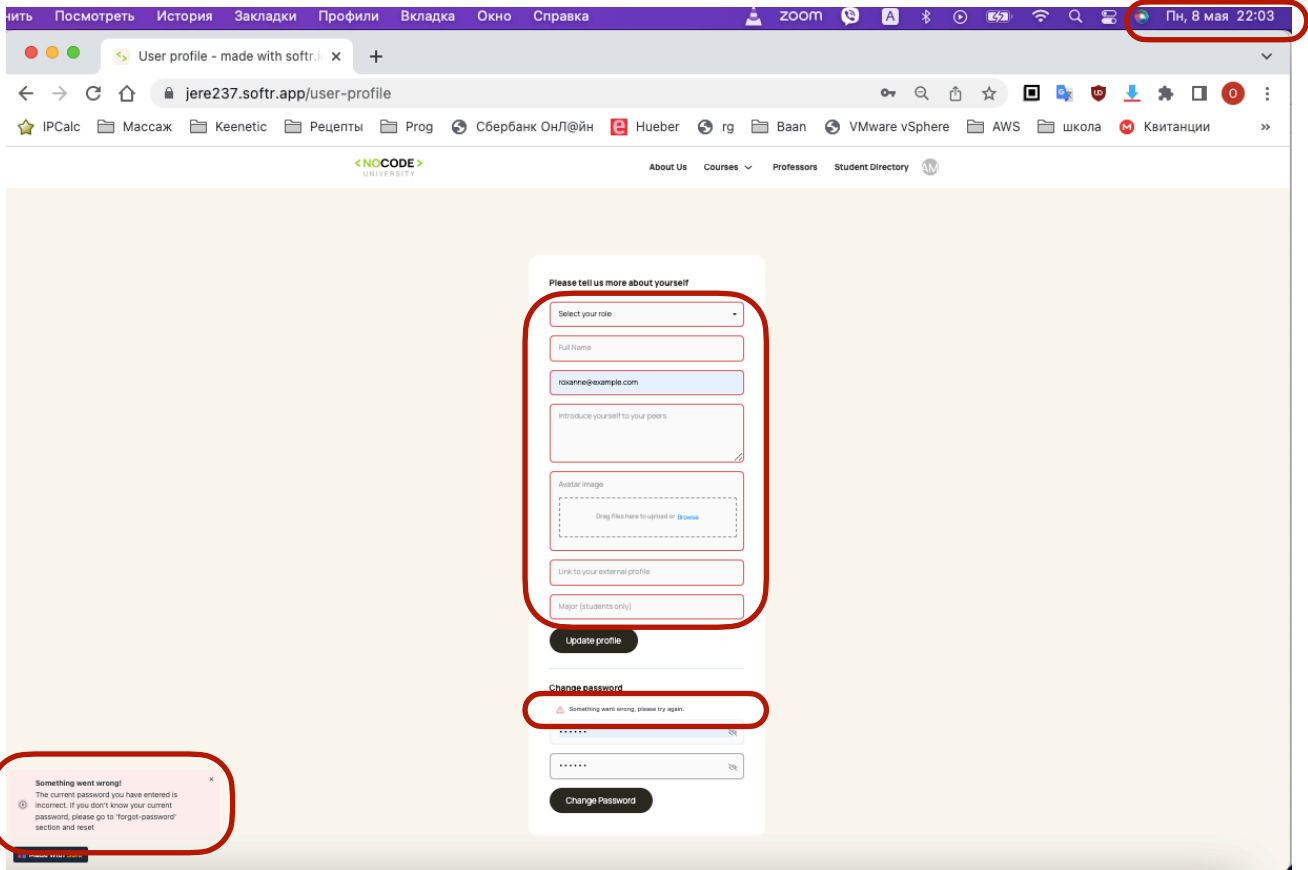 нить Посмотреть История Закладки Профили Вкладка Окно Справка zoom A Пн, 8 мая 22:03
User profile - made with softr.i
jere237.softr.app/user-profile
IPCalc Массаж Keenetic Рецепты Prog Сбербанк ОнЛ@йн Hueber rg Baan VMware vSphere AWS школа Квитанции
<NOCODE>
UNIVERSITY
About Us Courses Professors Student Directory AM
Please tell us more about yourself
Select your role
Full Name
roxanne@example.com
Introduce yourself to your peers
Avatar image
Drag files here to upload or Browse
Link to your external profile
Major (students only)
Update profile
Change password
Something went wrong, please try again.
Change Password
Something went wrong!
The current password you have entered is
incorrect. If you don't know your current
password, please go to 'forgot-password'
section and reset